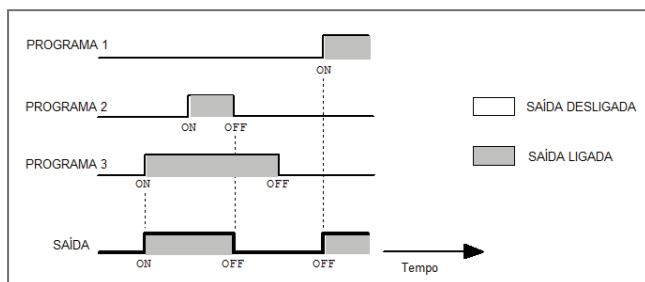 PROGRAMA 1
ON
PROGRAMA 2
ON OFF
SAÍDA DESLIGADA
PROGRAMA 3
ON OFF
SAÍDA LIGADA
SAÍDA
ON OFF OFF
Tempo